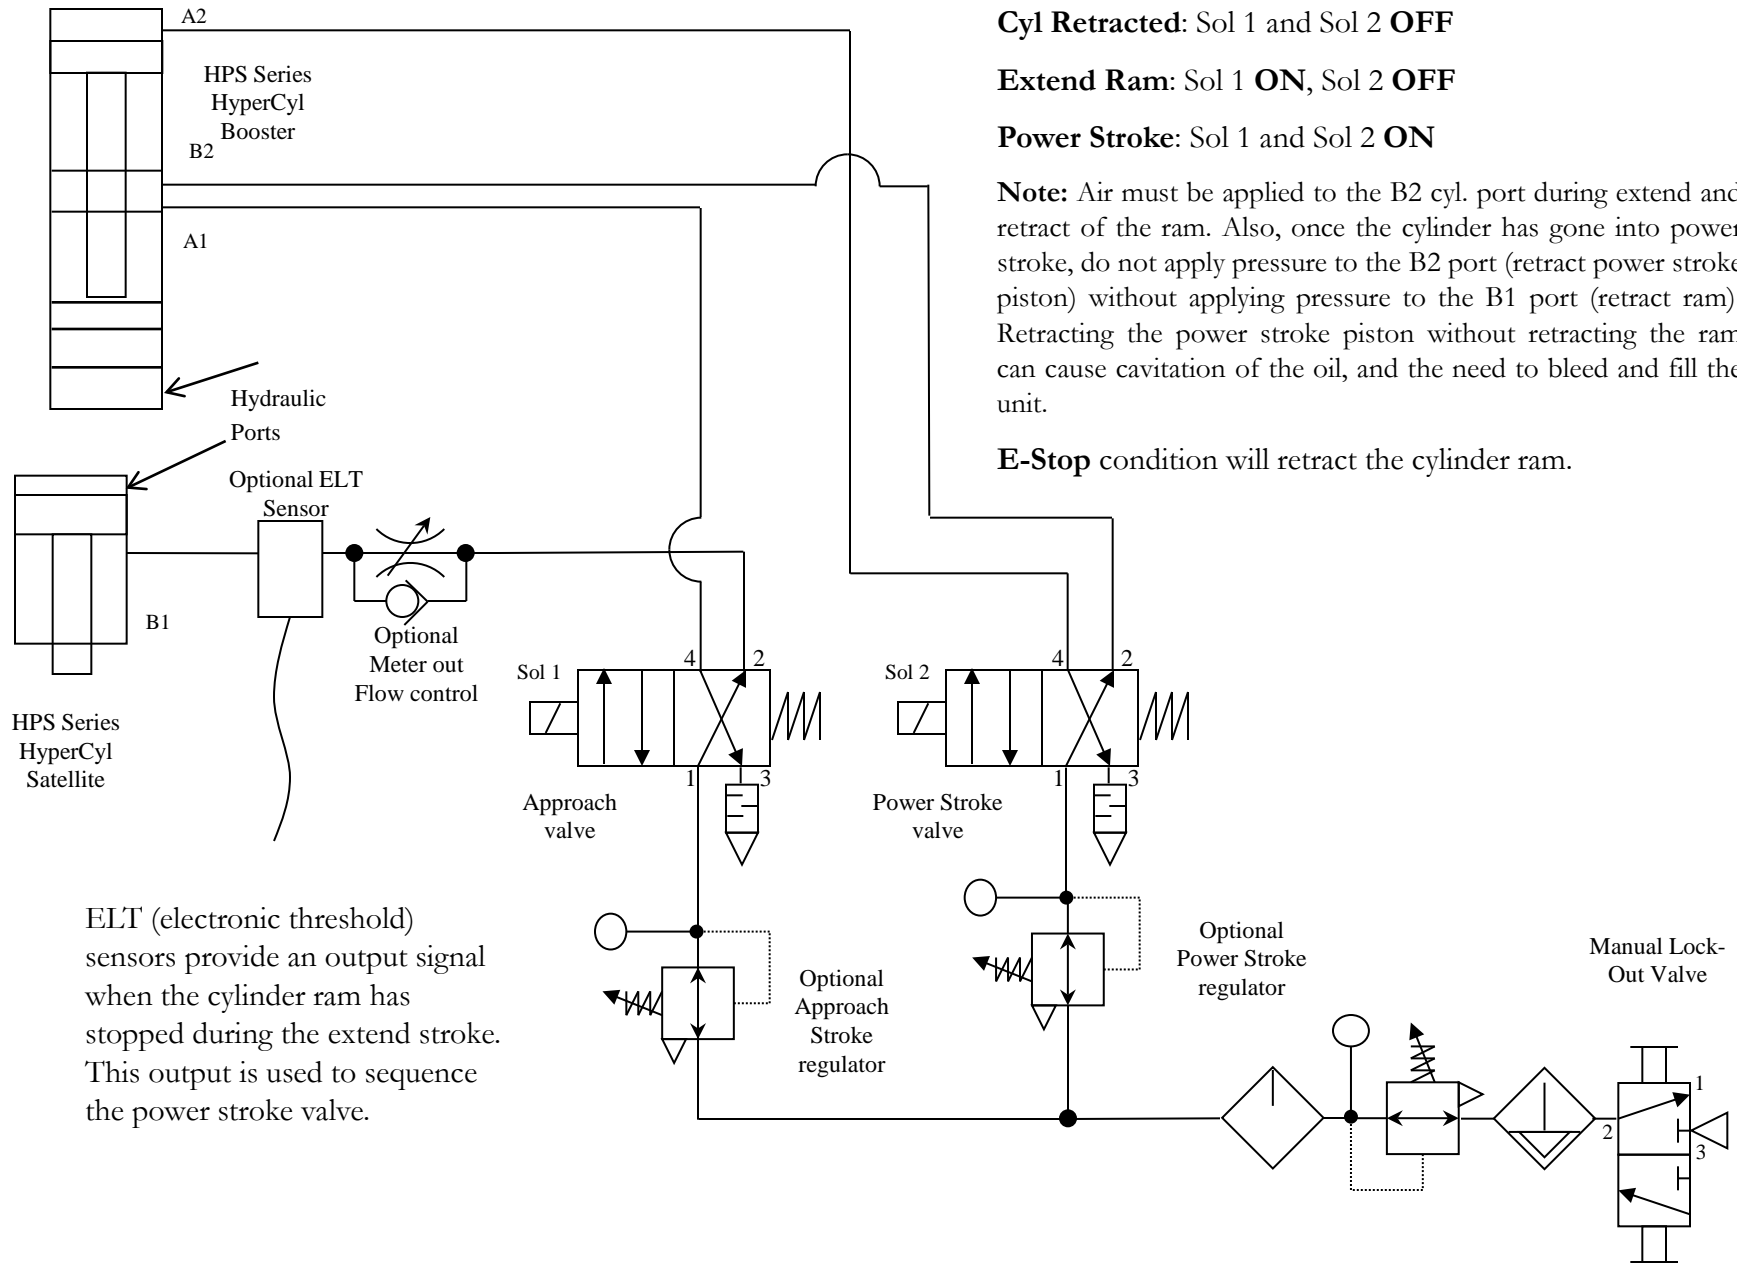 A2
HPS Series
HyperCyl
Booster
B2
A1
Hydraulic
Ports
Optional ELT
Sensor
B1
Optional
Meter out
Flow control
HPS Series
HyperCyl
Satellite
Cyl Retracted: Sol 1 and Sol 2 OFF
Extend Ram: Sol 1 ON, Sol 2 OFF
Power Stroke: Sol 1 and Sol 2 ON
Note: Air must be applied to the B2 cyl. port during extend and
retract of the ram. Also, once the cylinder has gone into power
stroke, do not apply pressure to the B2 port (retract power stroke
piston) without applying pressure to the B1 port (retract ram)
Retracting the power stroke piston without retracting the ram
can cause cavitation of the oil, and the need to bleed and fill the
unit.
E-Stop condition will retract the cylinder ram.
Sol 1
4
2
1
3
Approach
valve
Sol 2
4
2
1
3
Power Stroke
valve
ELT (electronic threshold)
sensors provide an output signal
when the cylinder ram has
stopped during the extend stroke.
This output is used to sequence
the power stroke valve.
Optional
Approach
Stroke
regulator
Optional
Power Stroke
regulator
Manual Lock-
Out Valve
1
2
3